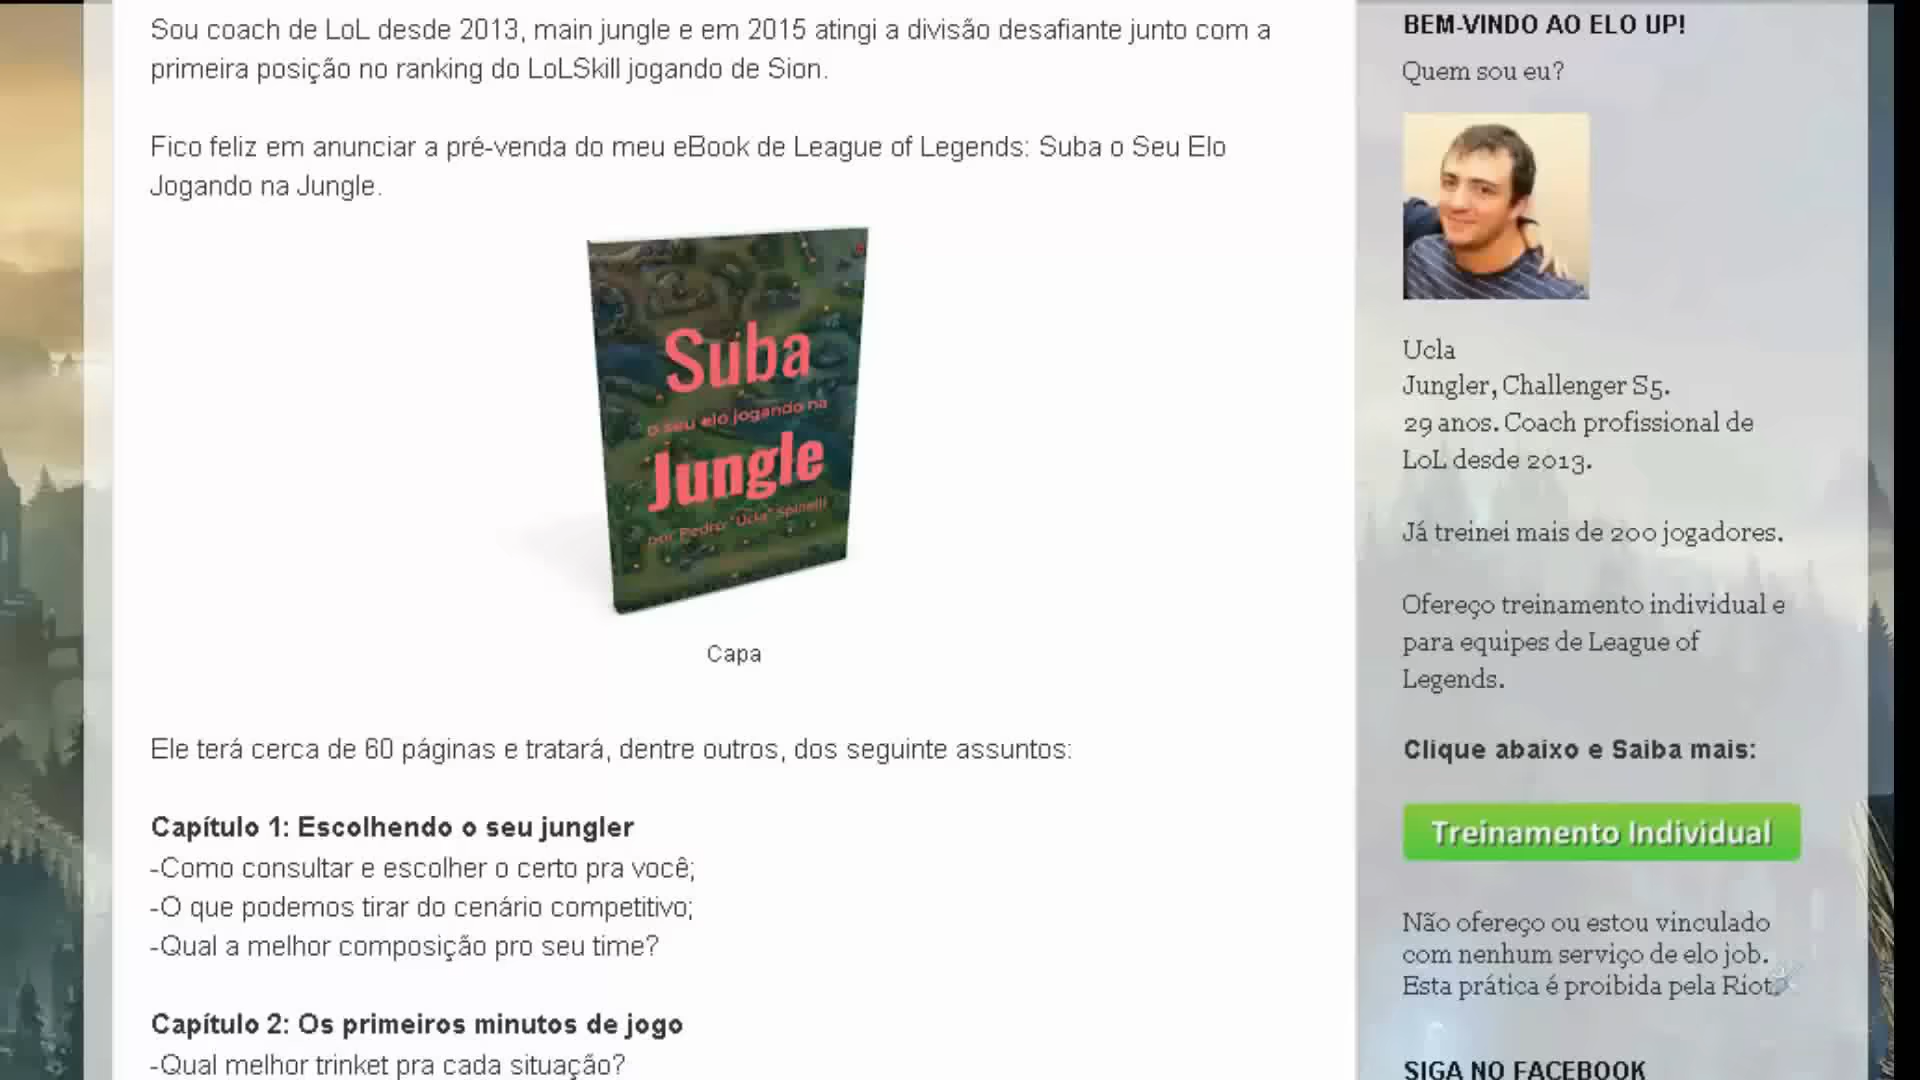 Sou coach de LoL desde 2013, main jungle e em 2015 atingi a divisão desafiante junto com a
primeira posição no ranking do LoLSkill jogando de Sion.
Fico feliz em anunciar a pré-venda do meu eBook de League of Legends: Suba o Seu Elo
Jogando na Jungle.
Suba
o seu elo jogando na
Jungle
por Pedro "Ucla" Spinelli
Capa
Ele terá cerca de 60 páginas e tratará, dentre outros, dos seguinte assuntos:
Capítulo 1: Escolhendo o seu jungler
-Como consultar e escolher o certo pra você;
-O que podemos tirar do cenário competitivo;
-Qual a melhor composição pro seu time?
Capítulo 2: Os primeiros minutos de jogo
-Qual melhor trinket pra cada situação?
BEM-VINDO AO ELO UP!
Quem sou eu?
Ucla
Jungler, Challenger S5.
29 anos. Coach profissional de
LoL desde 2013.
Já treinei mais de 200 jogadores.
Ofereço treinamento individual e
para equipes de League of
Legends.
Clique abaixo e Saiba mais:
Treinamento Individual
Não ofereço ou estou vinculado
com nenhum serviço de elo job.
Esta prática é proibida pela Riot.
SIGA NO FACEBOOK